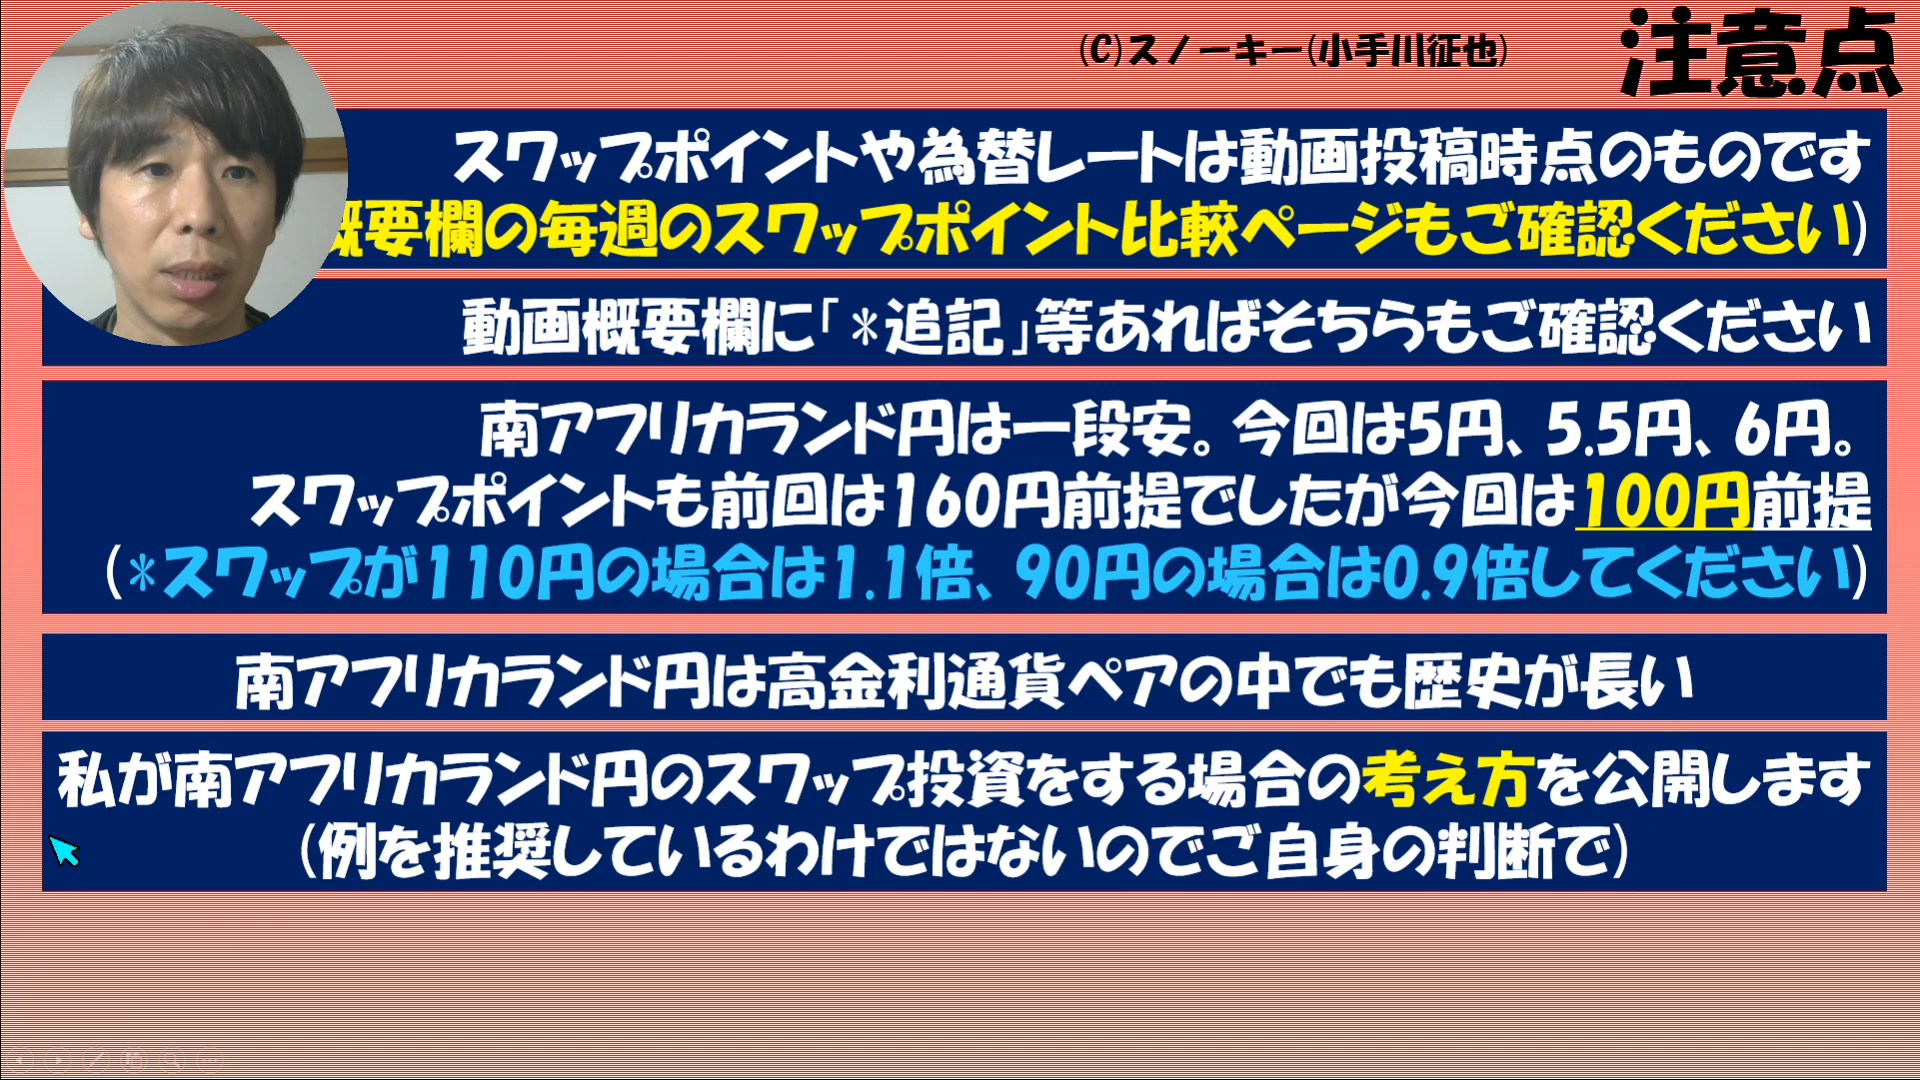 (C)スノーキー(小手川征也)
注意点
スワップポイントや為替レートは動画投稿時点のものです
概要欄の毎週のスワップポイント比較ページもご確認ください)
動画概要欄に「*追記」等あればそちらもご確認ください
南アフリカランド円は一段安。今回は5円、5.5円、6円。
スワップポイントも前回は160円前提でしたが今回は100円前提
(*スワップが110円の場合は1.1倍、90円の場合は0.9倍してください)
南アフリカランド円は高金利通貨ペアの中でも歴史が長い
私が南アフリカランド円のスワップ投資をする場合の考え方を公開します
(例を推奨しているわけではないのでご自身の判断で)